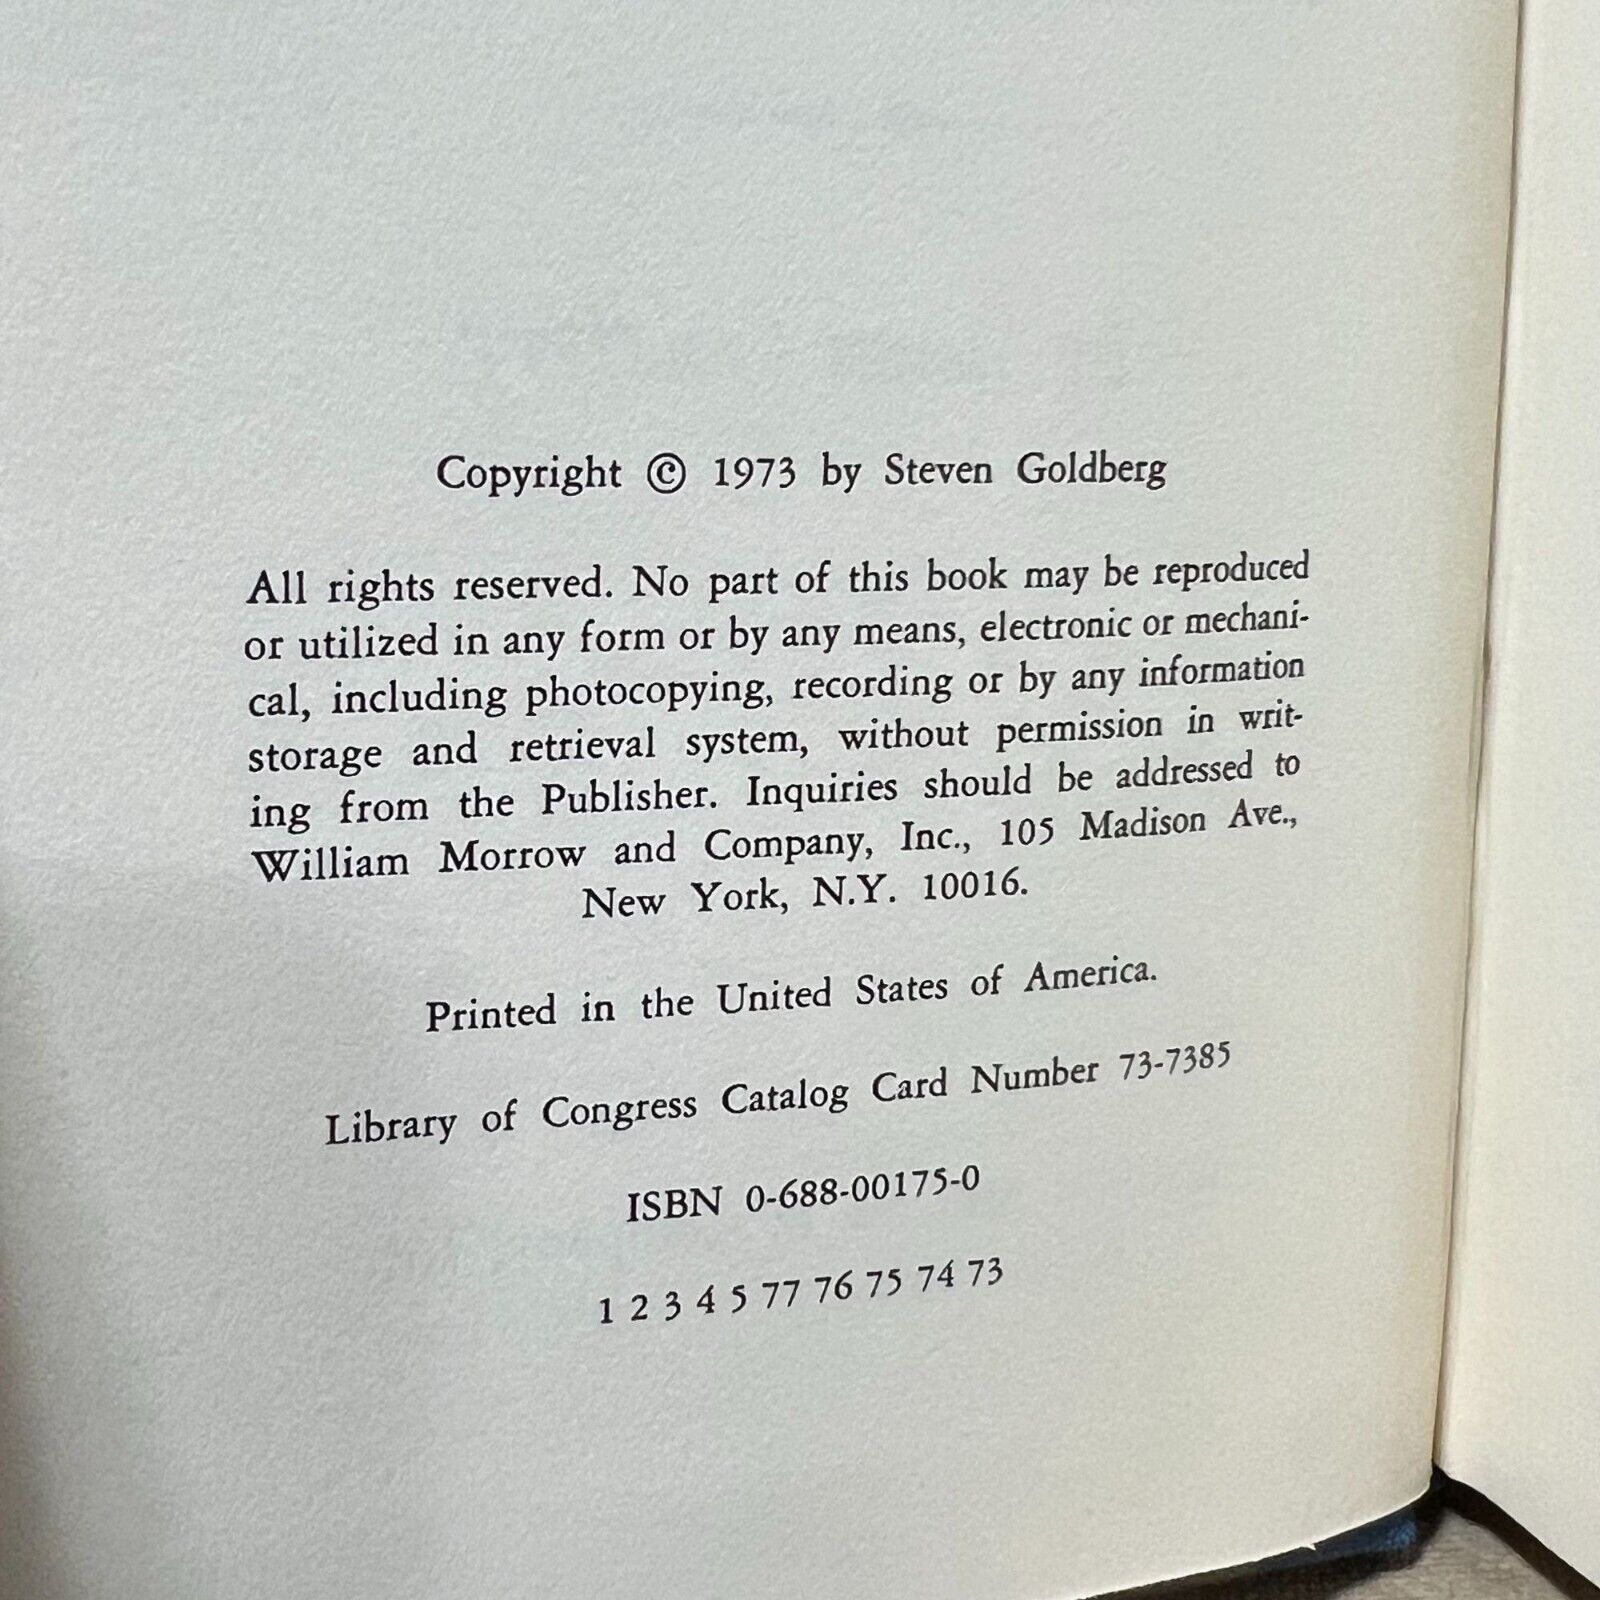 Copyright © 1973 by Steven Goldberg
All rights reserved. No part of this book may be reproduced
or utilized in any form or by any means, electronic or mechani-
cal, including photocopying, recording or by any information
storage and retrieval system, without permission in writ-
ing from the Publisher. Inquiries should be addressed to
William Morrow and Company, Inc., 105 Madison Ave.,
New York, N.Y. 10016.
Printed in the United States of America.
Library of Congress Catalog Card Number 73-7385
ISBN 0-688-00175-0
1 2 3 4 5 77 76 75 74 73